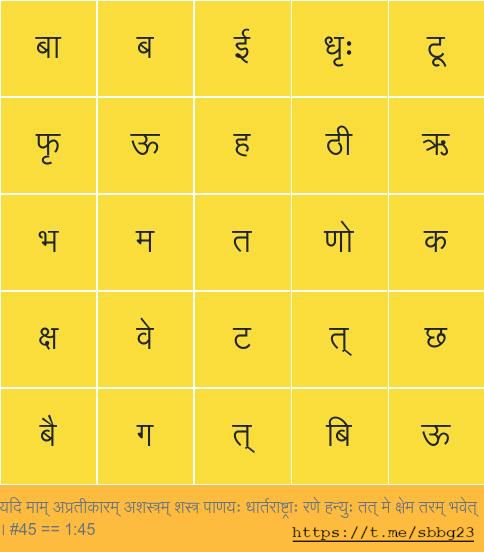 बा ब ई धृः टू
फृ ऊ ह ठी ऋ
भ म त णो क
क्ष वे ट त् छ
बै ग त् बि ऊ
यदि माम् अप्रतीकारम् अशस्त्रम् शस्त्र पाणयः धार्तराष्ट्राः रणे हन्युः तत् मे क्षेम तरम् भवेत्
। #45 == 1:45
https://t.me/sbbg23